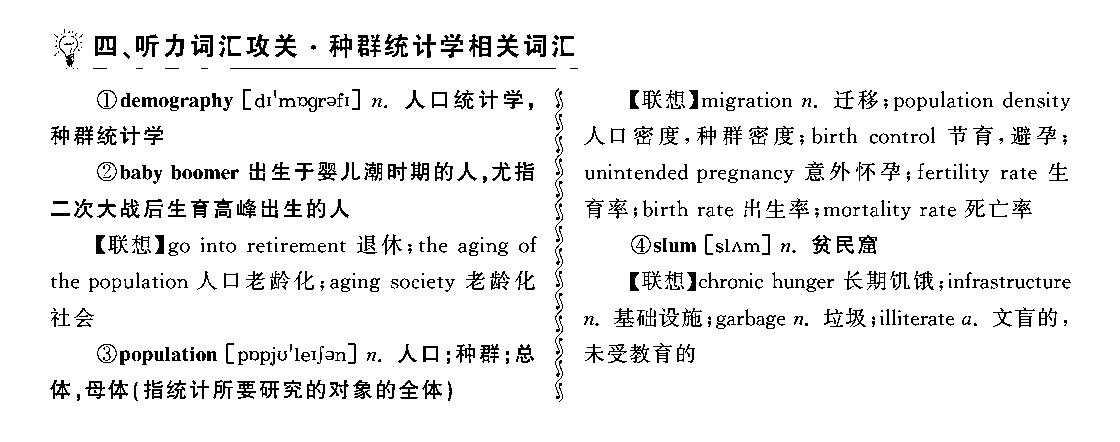 四、听力词汇攻关·种群统计学相关词汇
①demography [dɪˈmɒgrəfɪ] n. 人口统计学,
种群统计学
②baby boomer 出生于婴儿潮时期的人,尤指
二次大战后生育高峰出生的人
【联想】go into retirement 退休;the aging of
the population 人口老龄化;aging society 老龄化
社会
③population [pɒpjʊˈleɪʃən] n. 人口;种群;总
体,母体(指统计所要研究的对象的全体)
【联想】migration n. 迁移;population density
人口密度,种群密度;birth control 节育,避孕;
unintended pregnancy 意外怀孕;fertility rate 生
育率;birth rate 出生率;mortality rate 死亡率
④slum [slʌm] n. 贫民窟
【联想】chronic hunger 长期饥饿;infrastructure
n. 基础设施;garbage n. 垃圾;illiterate a. 文盲的,
未受教育的